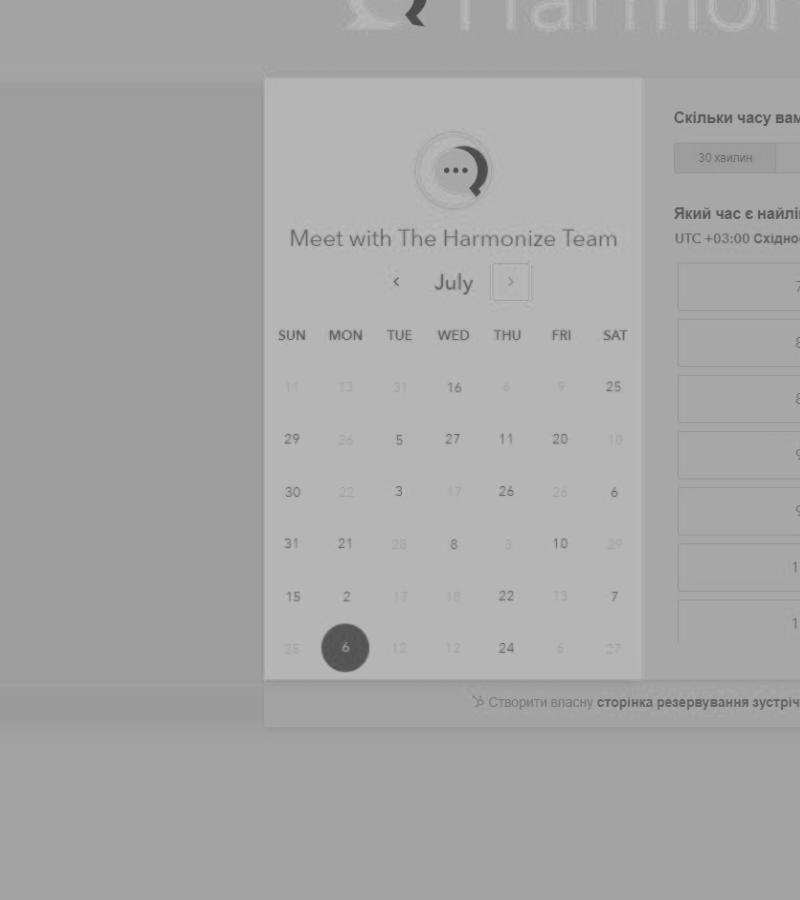 Harmon
Meet with The Harmonize Team
July
SUN MON TUE WED THU FRI SAT
11 13 31 16 6 9 25
29 26 5 27 11 20 10
30 22 3 17 26 26 6
31 21 28 8 3 10 29
15 2 17 18 22 13 7
25 6 12 12 24 6 27
Скільки часу вам
30 хвилин
Який час є найлі
UTC +03:00 Східно
7
8
8
9
9
1
1
Створити власну сторінка резервування зустріч